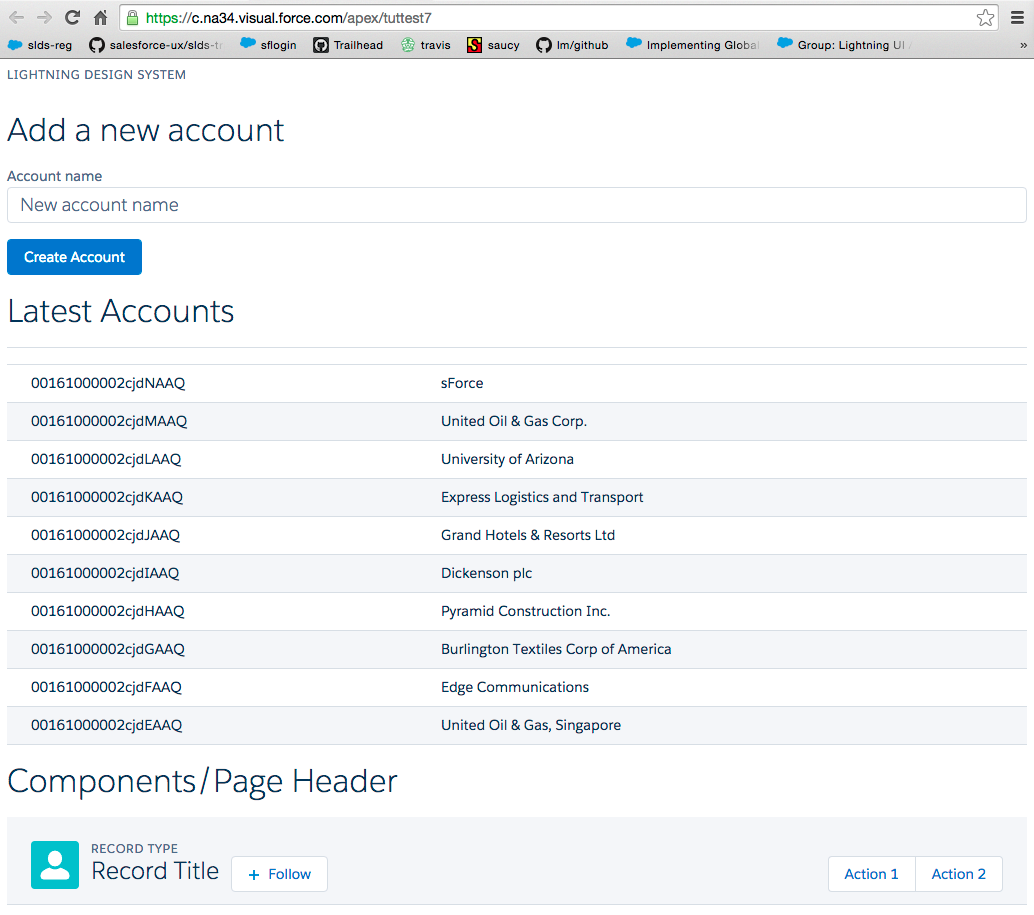 https://c.na34.visual.force.com/apex/tuttest7
slds-reg salesforce-ux/slds-tr sflogin Trailhead travis saucy lm/github Implementing Global Group: Lightning UI »
LIGHTNING DESIGN SYSTEM
Add a new account
Account name
New account name
Create Account
Latest Accounts
00161000002cjdNAAQ sForce
00161000002cjdMAAQ United Oil & Gas Corp.
00161000002cjdLAAQ University of Arizona
00161000002cjdKAAQ Express Logistics and Transport
00161000002cjdJAAQ Grand Hotels & Resorts Ltd
00161000002cjdIAAQ Dickenson plc
00161000002cjdHAAQ Pyramid Construction Inc.
00161000002cjdGAAQ Burlington Textiles Corp of America
00161000002cjdFAAQ Edge Communications
00161000002cjdEAAQ United Oil & Gas, Singapore
Components/Page Header
RECORD TYPE
Record Title + Follow Action 1 Action 2